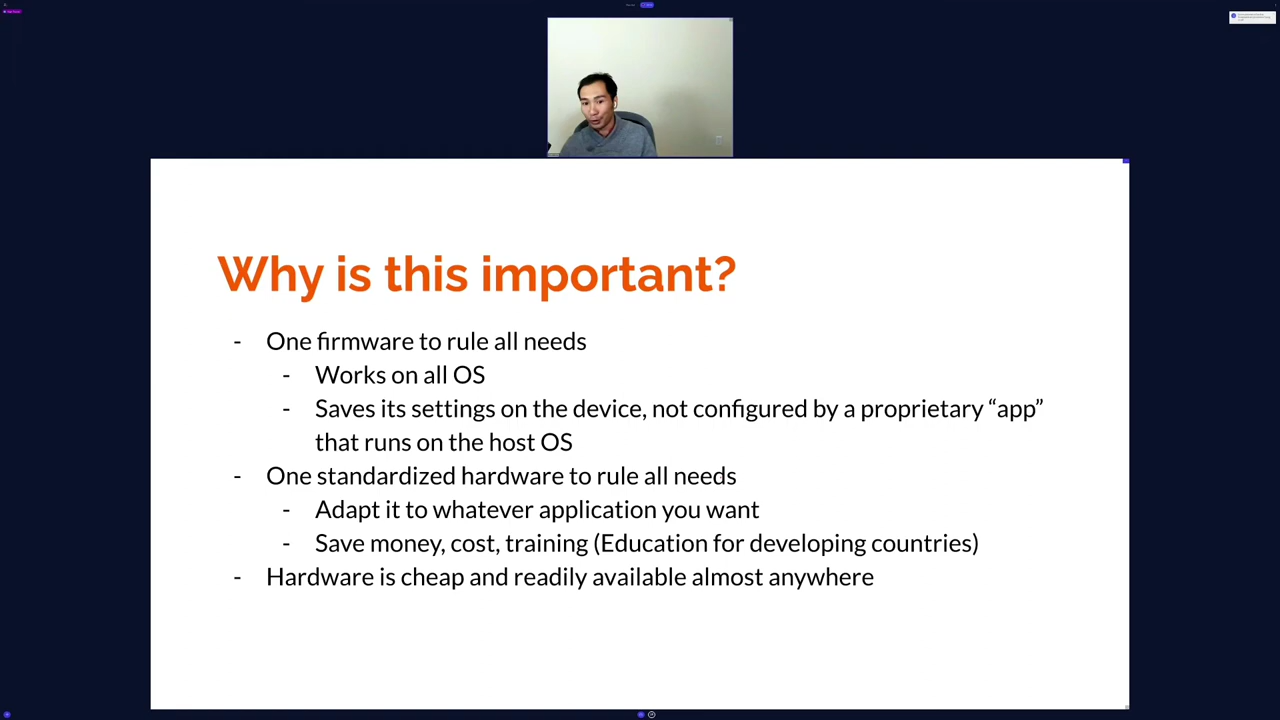 Why is this important?
- One firmware to rule all needs
- Works on all OS
- Saves its settings on the device, not configured by a proprietary “app”
that runs on the host OS
- One standardized hardware to rule all needs
- Adapt it to whatever application you want
- Save money, cost, training (Education for developing countries)
- Hardware is cheap and readily available almost anywhere